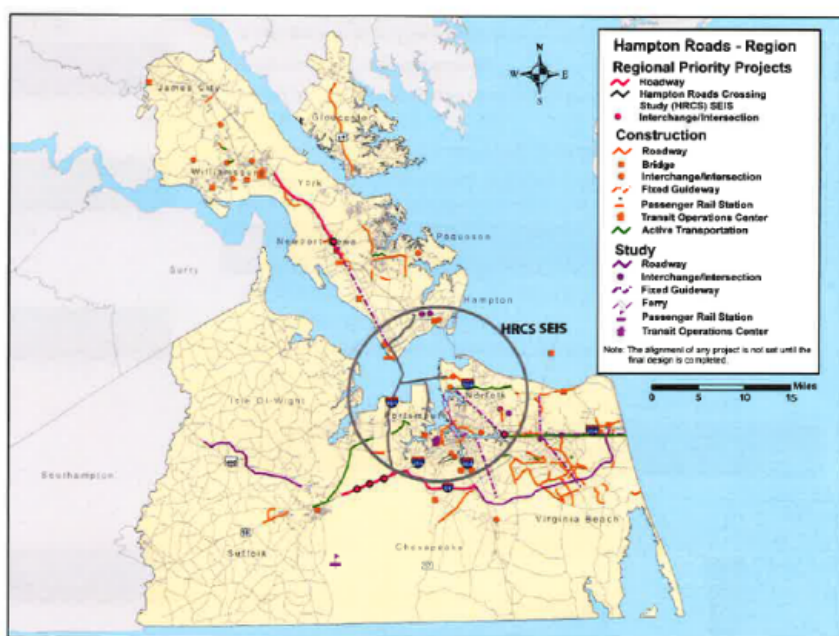 N
W E
S
Hampton Roads - Region
Regional Priority Projects
Roadway
Hampton Roads Crossing
Study (HRCS) SEIS
Interchange/Intersection
Construction
Roadway
Bridge
Interchange/Intersection
Fixed Guideway
Passenger Rail Station
Transit Operations Center
Active Transportation
Study
Roadway
Interchange/Intersection
Fixed Guideway
Ferry
Passenger Rail Station
Transit Operations Center
Note: The alignment of any project is not set until the
final design is completed.
Miles
0 5 10 15
James City
Gloucester
17
Williamsburg
York
Newport News
Poquoson
Surry
Hampton
HRCS SEIS
Norfolk
Isle Of Wight
Portsmouth
Southampton
Virginia Beach
Suffolk
Chesapeake